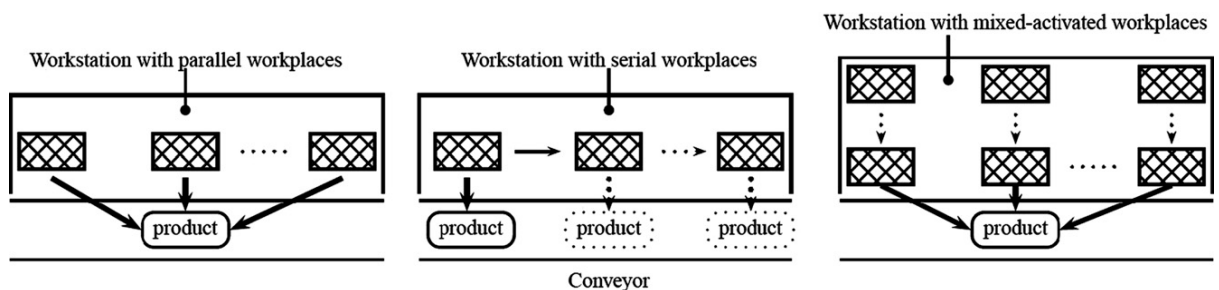 Workstation with parallel workplaces
Workstation with serial workplaces
Workstation with mixed-activated workplaces
product
product
product
product
product
Conveyor